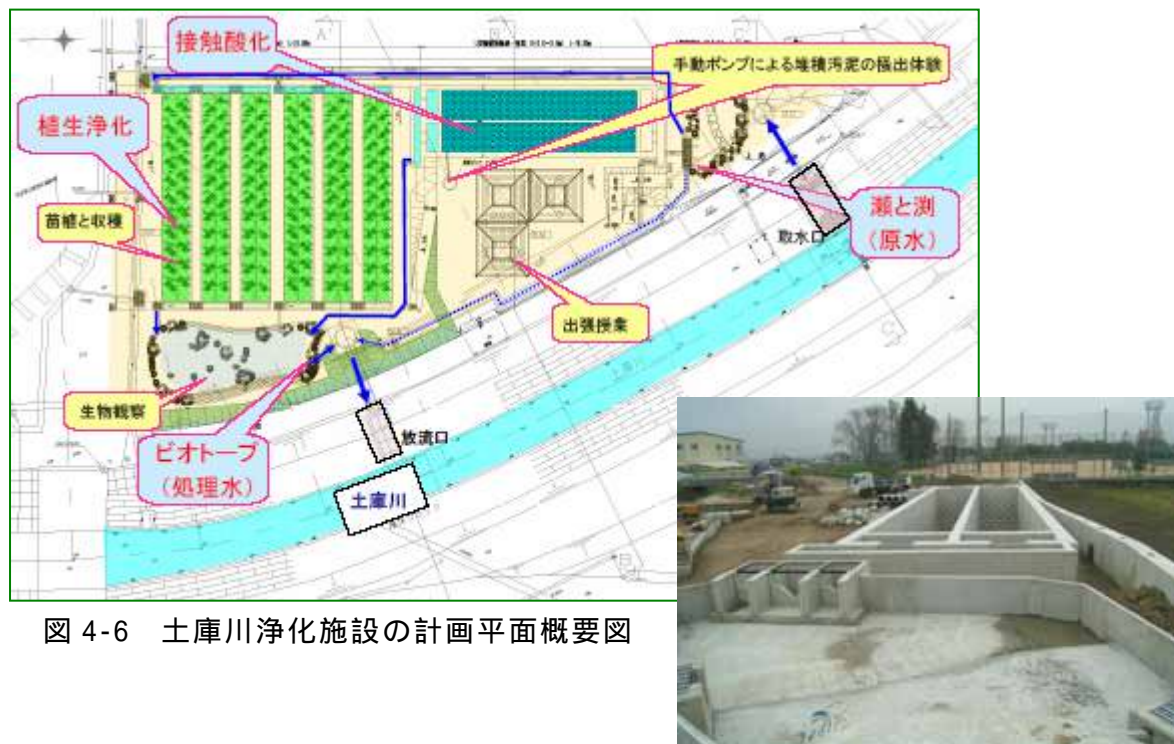 接触酸化
手動ポンプによる堆積汚泥の掻出体験
植生浄化
苗植と収穫
瀬と渕
(原水)
取水口
出張授業
生物観察
ビオトープ
(処理水)
放流口
土庫川
図 4-6 土庫川浄化施設の計画平面概要図